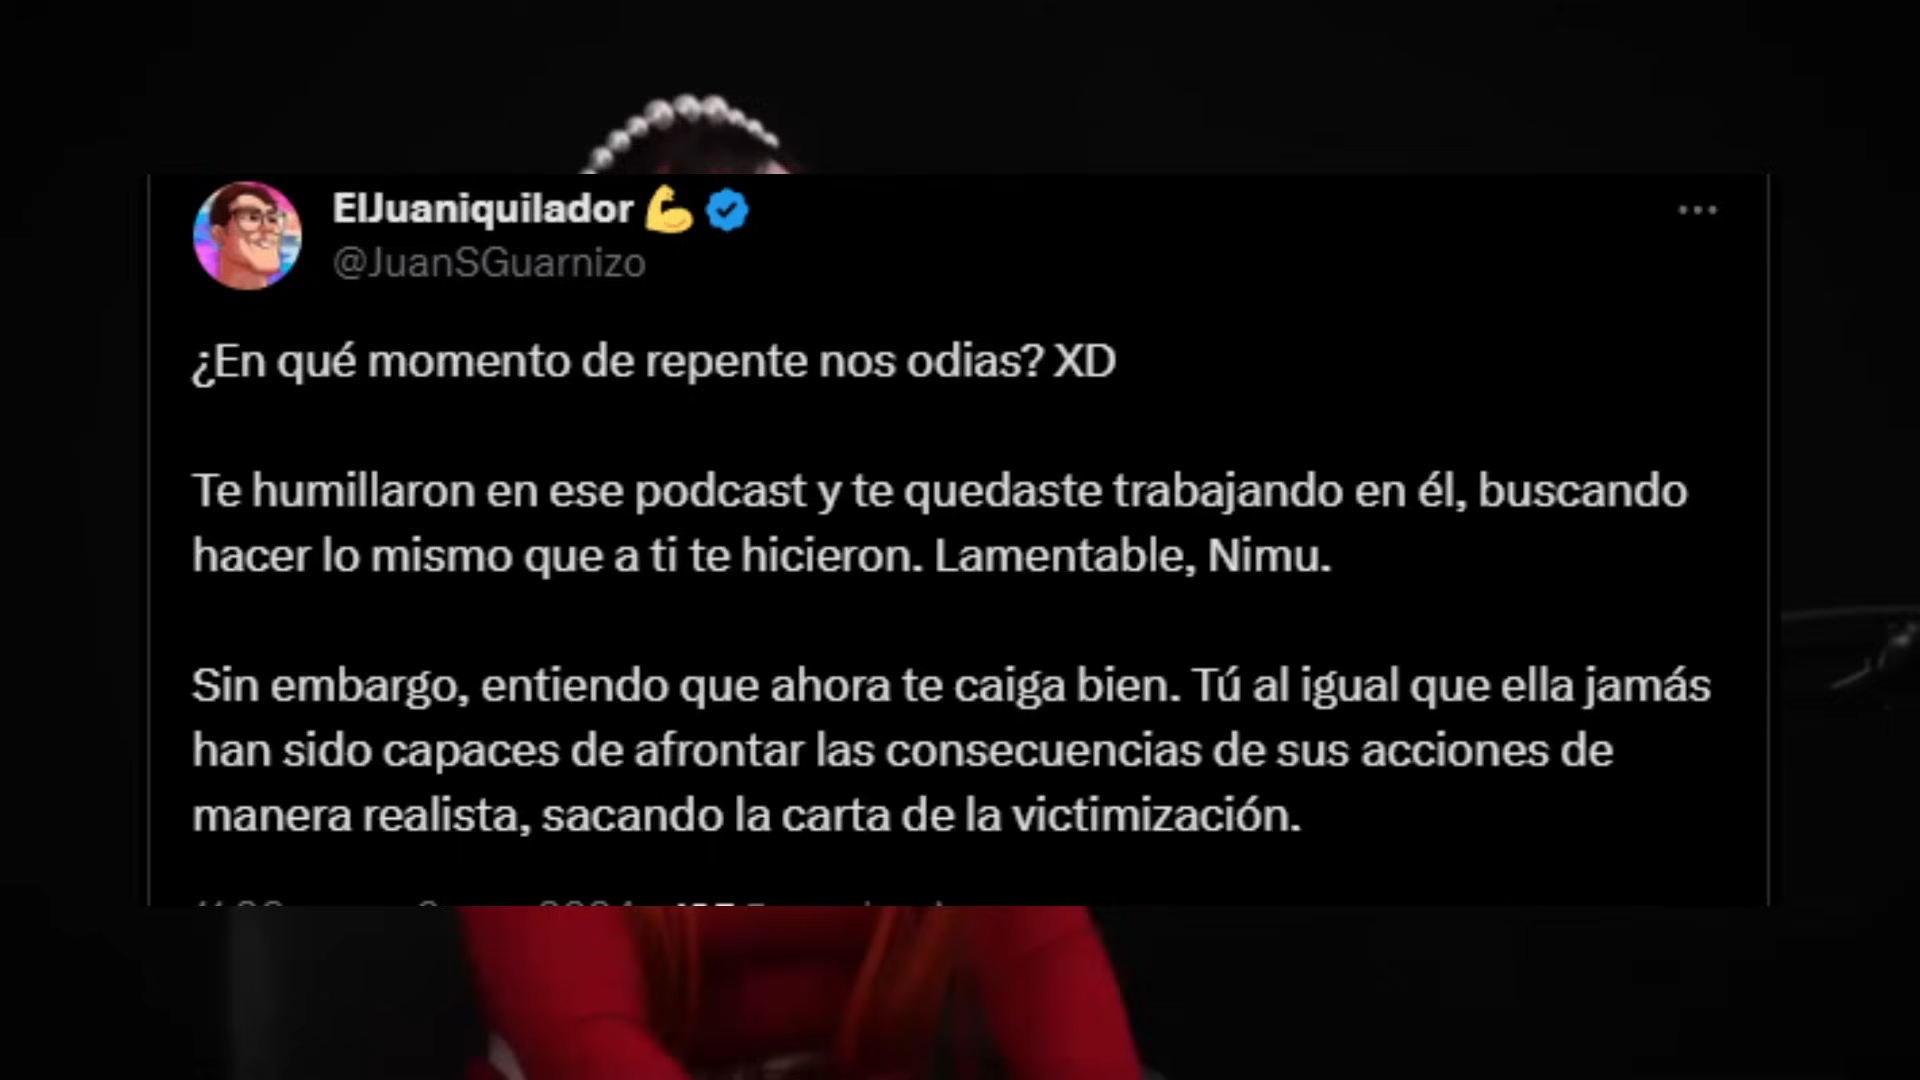 ElJuaniquilador 💪
@JuanSGuarnizo
¿En qué momento de repente nos odias? XD
Te humillaron en ese podcast y te quedaste trabajando en él, buscando
hacer lo mismo que a ti te hicieron. Lamentable, Nimu.
Sin embargo, entiendo que ahora te caiga bien. Tú al igual que ella jamás
han sido capaces de afrontar las consecuencias de sus acciones de
manera realista, sacando la carta de la victimización.